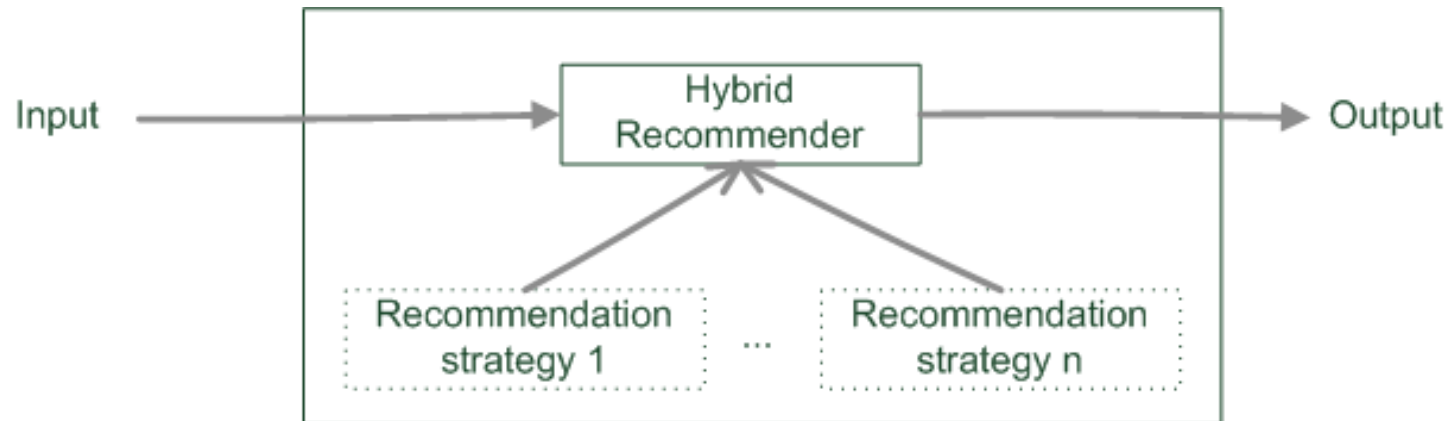 Input
Hybrid
Recommender
Output
Recommendation
strategy 1
...
Recommendation
strategy n